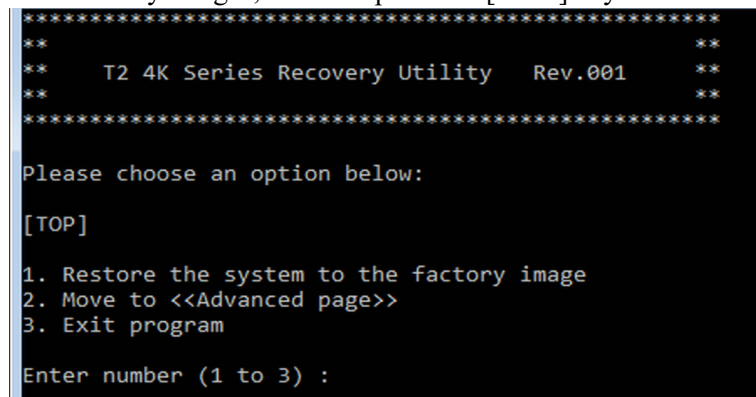 ****************************************************
**                                                **
**    T2 4K Series Recovery Utility   Rev.001     **
**                                                **
****************************************************
Please choose an option below:
[TOP]
1. Restore the system to the factory image
2. Move to <<Advanced page>>
3. Exit program
Enter number (1 to 3) :